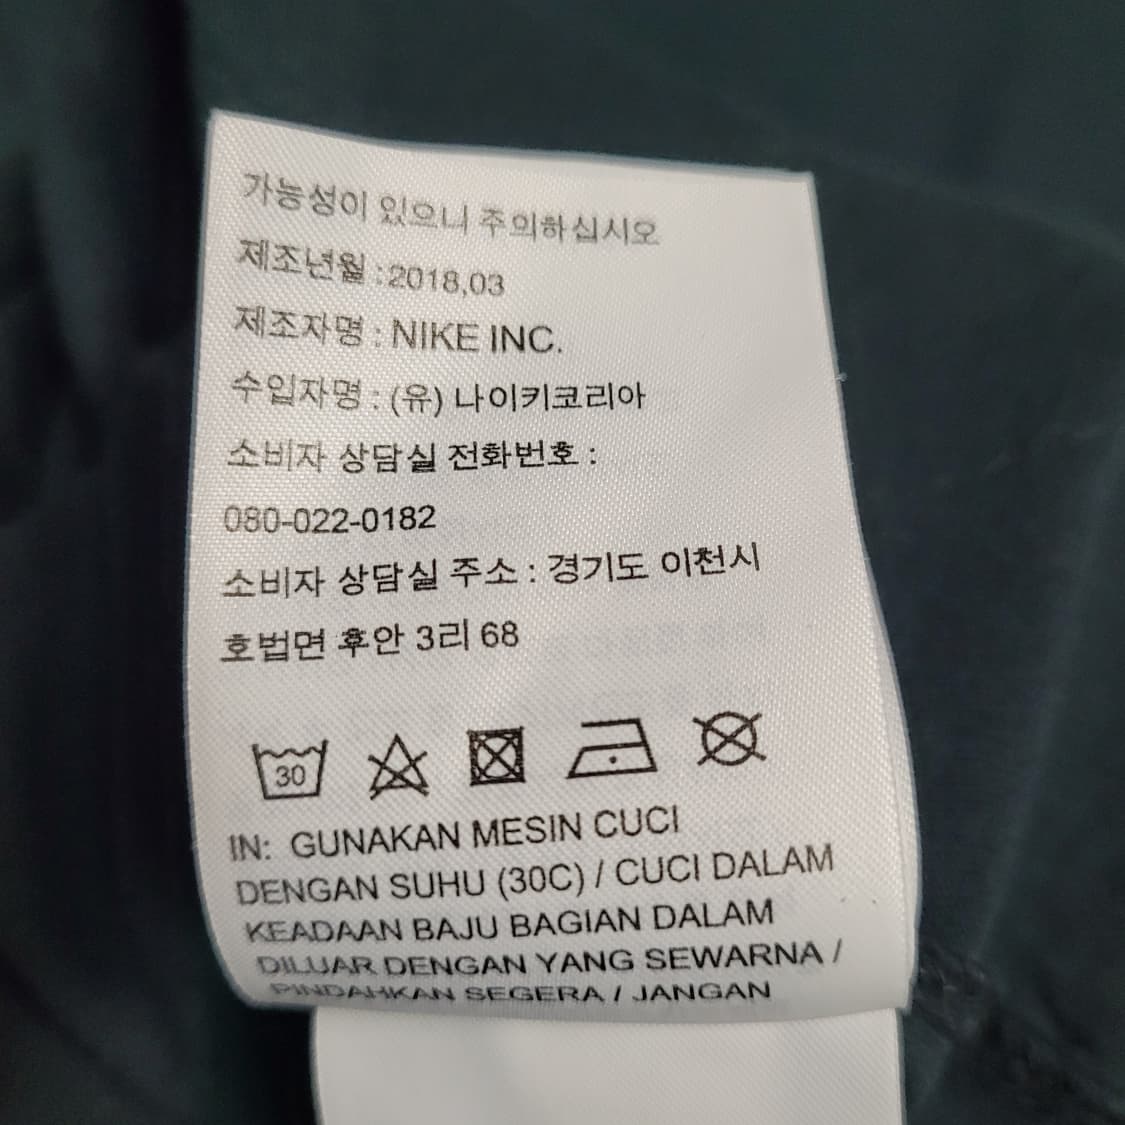 가능성이 있으니 주의하십시오
제조년월 :2018,03
제조자명 : NIKE INC.
수입자명 : (유) 나이키코리아
소비자 상담실 전화번호 :
080-022-0182
소비자 상담실 주소 : 경기도 이천시
호법면 후안 3리 68
30
IN: GUNAKAN MESIN CUCI
DENGAN SUHU (30C) / CUCI DALAM
KEADAAN BAJU BAGIAN DALAM
DILUAR DENGAN YANG SEWARNA /
PINDAHKAN SEGERA / JANGAN